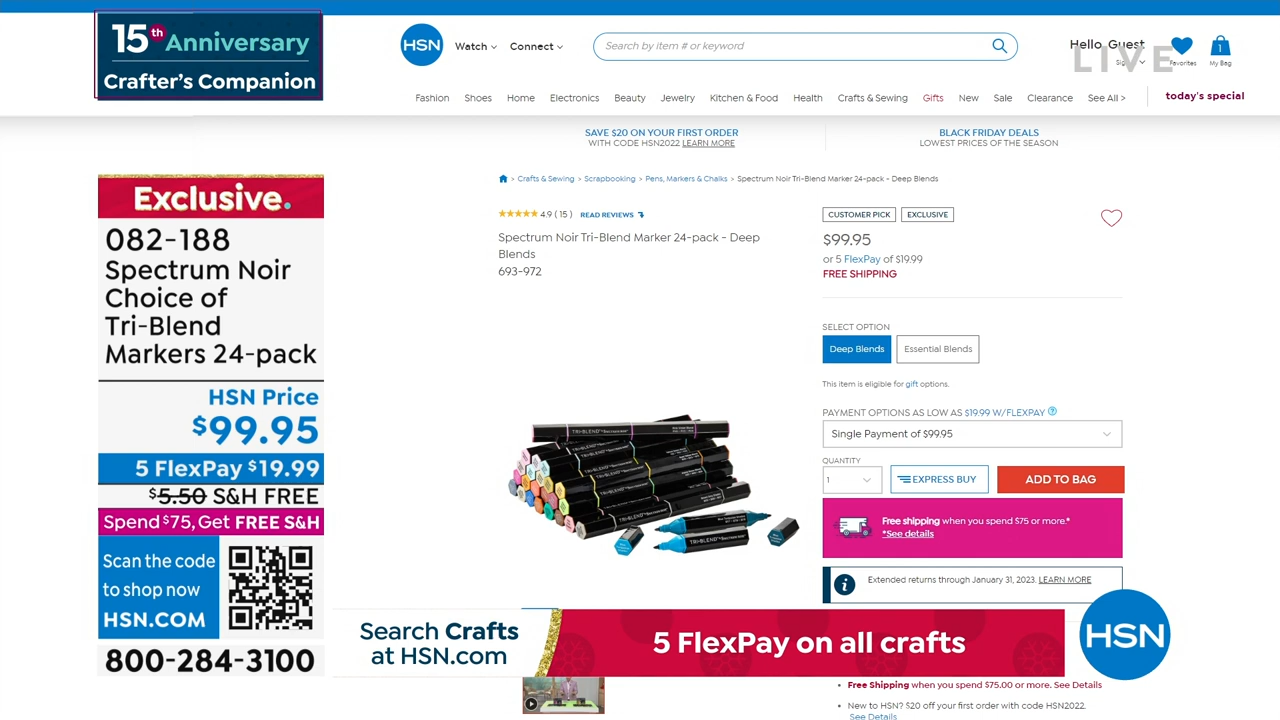 15th Anniversary
Crafter's Companion
HSN
Watch
Connect
Search by item # or keyword
Hello, Guest
LIVE
Favorites
1
My Bag
Fashion
Shoes
Home
Electronics
Beauty
Jewelry
Kitchen & Food
Health
Crafts & Sewing
Gifts
New
Sale
Clearance
See All >
today's special
SAVE $20 ON YOUR FIRST ORDER
WITH CODE HSN2022 LEARN MORE
BLACK FRIDAY DEALS
LOWEST PRICES OF THE SEASON
> Crafts & Sewing > Scrapbooking > Pens, Markers & Chalks > Spectrum Noir Tri-Blend Marker 24-pack - Deep Blends
Exclusive.
082-188
Spectrum Noir
Choice of
Tri-Blend
Markers 24-pack
HSN Price
$99.95
5 FlexPay $19.99
$5.50 S&H FREE
Spend $75, Get FREE S&H
Scan the code
to shop now
HSN.COM
800-284-3100
4.9 ( 15 ) READ REVIEWS
Spectrum Noir Tri-Blend Marker 24-pack - Deep
Blends
693-972
TRI-BLEND
TRI-BLEND
CUSTOMER PICK
EXCLUSIVE
$99.95
or 5 FlexPay of $19.99
FREE SHIPPING
SELECT OPTION
Deep Blends
Essential Blends
This item is eligible for gift options.
PAYMENT OPTIONS AS LOW AS $19.99 W/FLEXPAY ?
Single Payment of $99.95
QUANTITY
1
EXPRESS BUY
ADD TO BAG
Free shipping when you spend $75 or more.*
*See details
Extended returns through January 31, 2023. LEARN MORE
Search Crafts
at HSN.com
5 FlexPay on all crafts
HSN
Free Shipping when you spend $75.00 or more. See Details
New to HSN? $20 off your first order with code HSN2022.
See Details